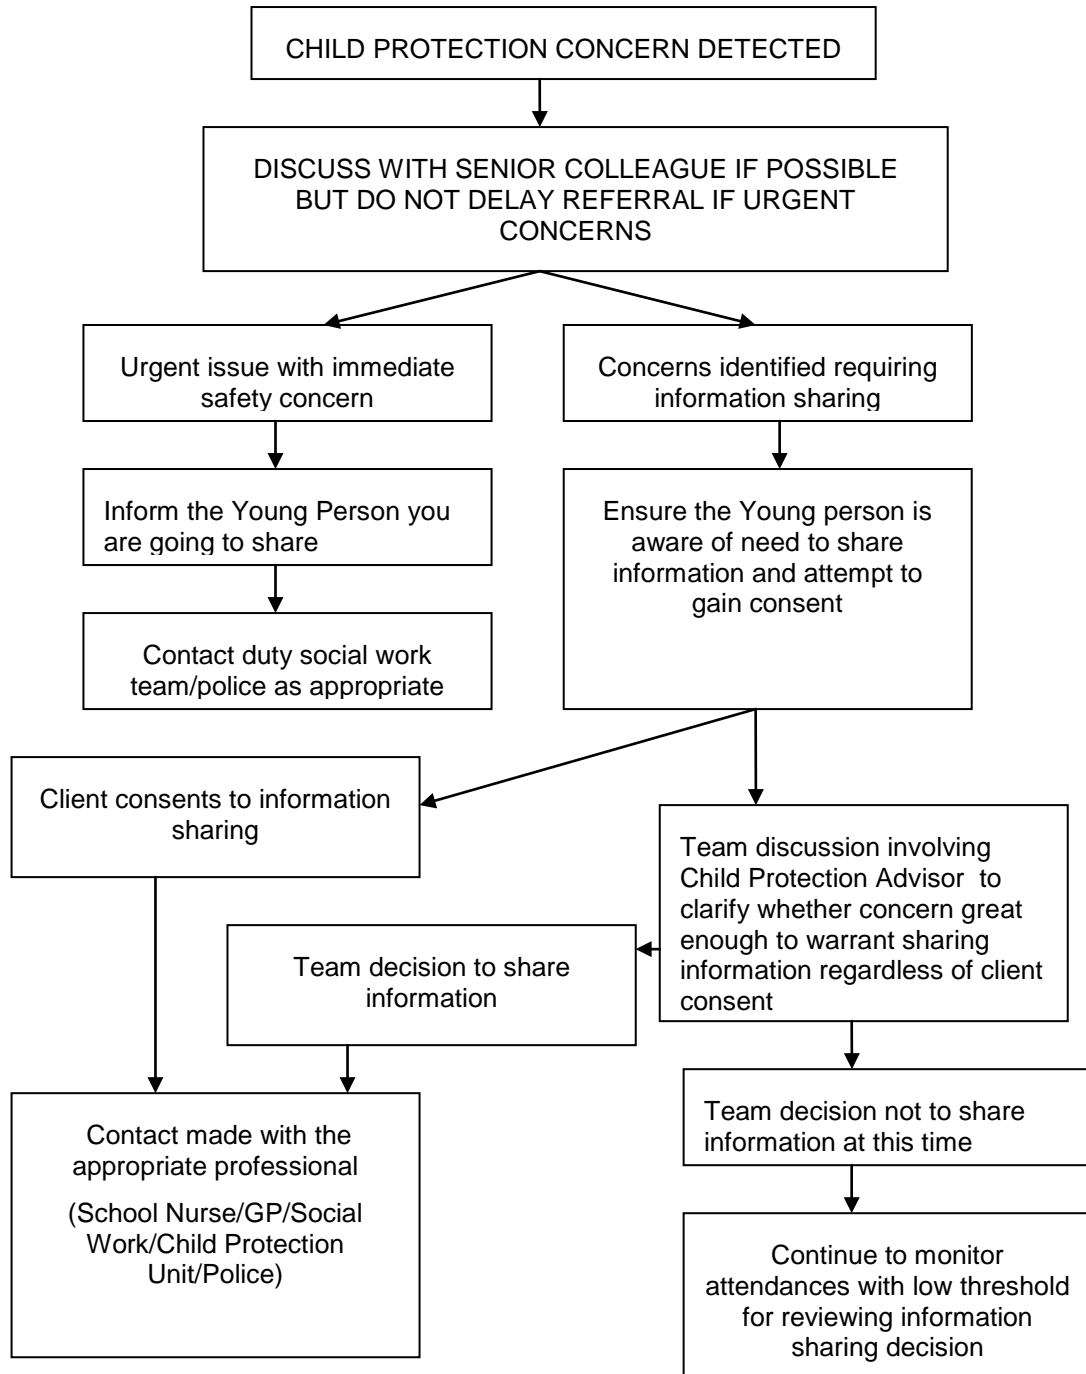 CHILD PROTECTION CONCERN DETECTED
DISCUSS WITH SENIOR COLLEAGUE IF POSSIBLE
BUT DO NOT DELAY REFERRAL IF URGENT
CONCERNS
Urgent issue with immediate
safety concern
Concerns identified requiring
information sharing
Inform the Young Person you
are going to share
Ensure the Young person is
aware of need to share
information and attempt to
gain consent
Contact duty social work
team/police as appropriate
Client consents to information
sharing
Team discussion involving
Child Protection Advisor to
clarify whether concern great
enough to warrant sharing
information regardless of client
consent
Team decision to share
information
Contact made with the
appropriate professional
(School Nurse/GP/Social
Work/Child Protection
Unit/Police)
Team decision not to share
information at this time
Continue to monitor
attendances with low threshold
for reviewing information
sharing decision